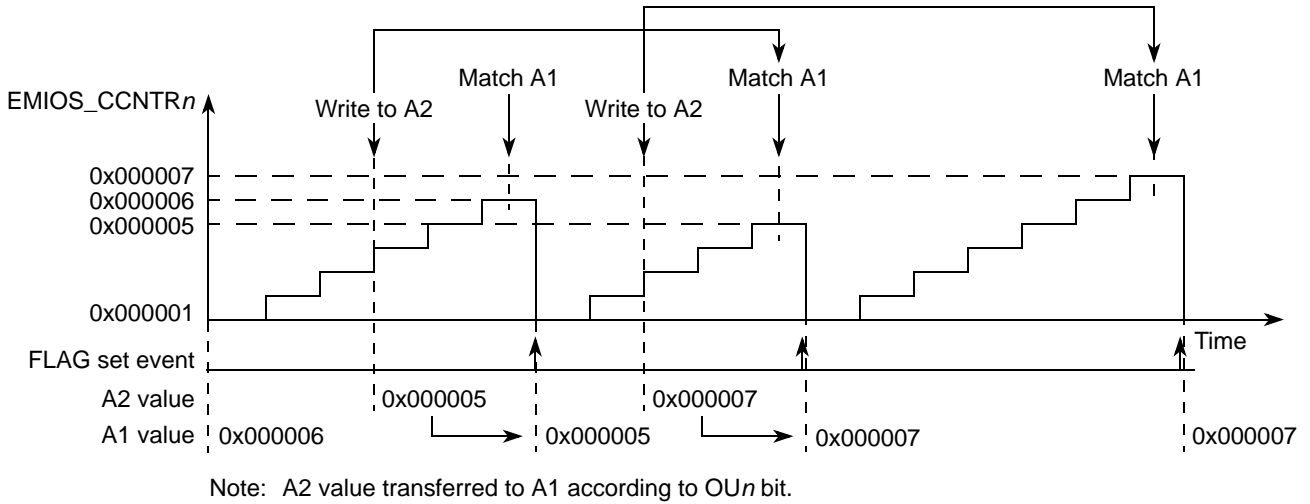 Match A1
Match A1
Match A1
EMIOS_CCNTRn
Write to A2
Write to A2
0x000007
0x000006
0x000005
0x000001
Time
FLAG set event
A2 value
0x000005
0x000007
A1 value
0x000006
0x000005
0x000007
0x000007
Note: A2 value transferred to A1 according to OUn bit.